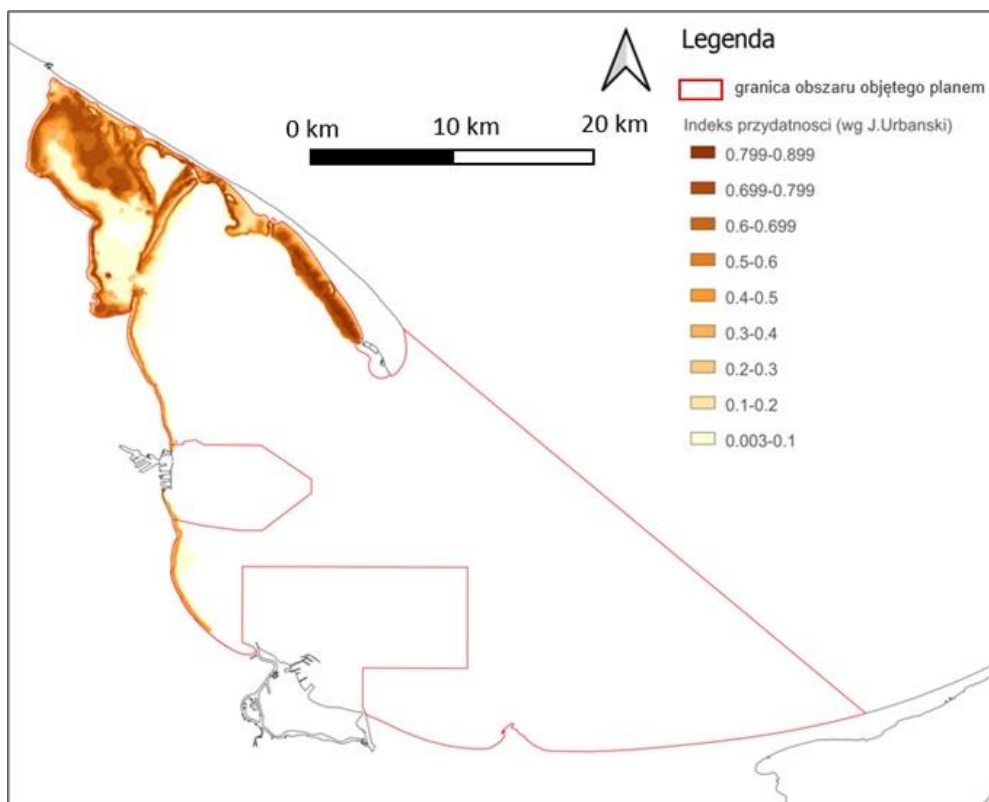 Legenda
granica obszaru objętego planem
0 km 10 km 20 km
Indeks przydatnosci (wg J.Urbanski)
0.799-0.899
0.699-0.799
0.6-0.699
0.5-0.6
0.4-0.5
0.3-0.4
0.2-0.3
0.1-0.2
0.003-0.1